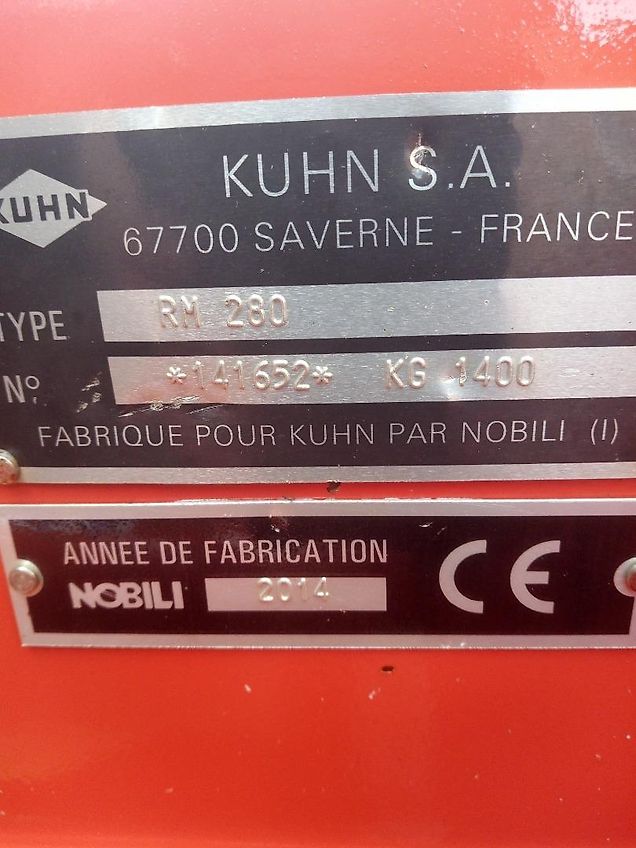 KUHN
KUHN S.A.
67700 SAVERNE - FRANCE
TYPE RM 280
N° *141652* KG 1400
FABRIQUE POUR KUHN PAR NOBILI (I)
ANNEE DE FABRICATION
NOBILI 2014
CE